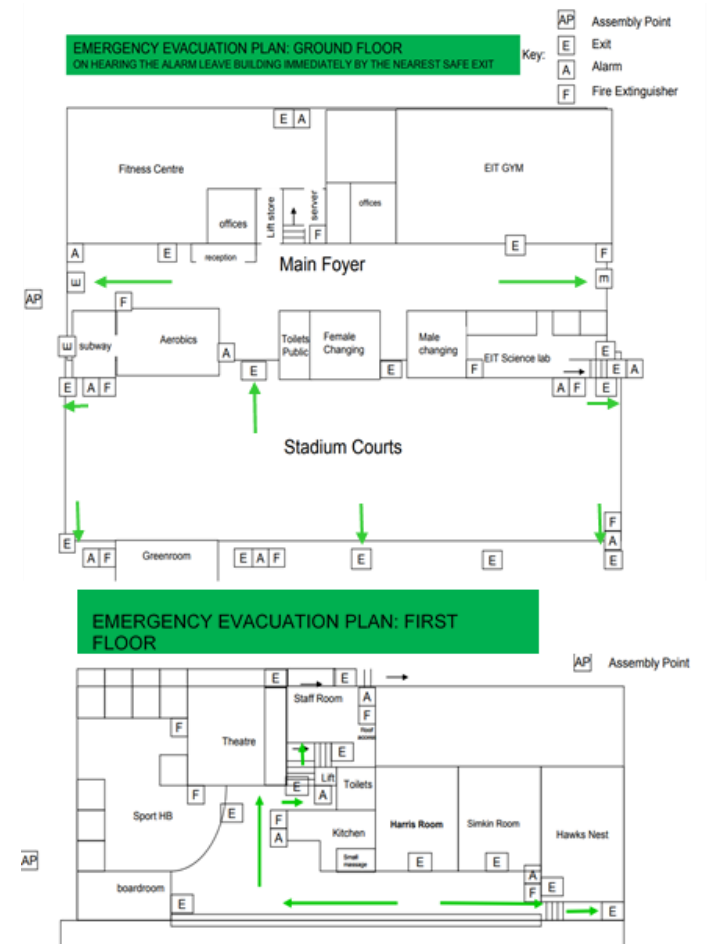 AP Assembly Point
EMERGENCY EVACUATION PLAN: GROUND FLOOR
ON HEARING THE ALARM LEAVE BUILDING IMMEDIATELY BY THE NEAREST SAFE EXIT
Key:
E Exit
A Alarm
F Fire Extinguisher
E A
Fitness Centre
EIT GYM
offices
Lift store
server
offices
F
A
E
reception
E
F
Main Foyer
E
E
AP
F
E
subway
Aerobics
A
Toilets
Public
Female
Changing
Male
changing
EIT Science lab
E
E
E
F
E A
E
A F
A F
E
Stadium Courts
E
A F
Greenroom
E A F
E
E
F
A
E
EMERGENCY EVACUATION PLAN: FIRST
FLOOR
AP Assembly Point
E
E
Staff Room
A
F
Roof
access
F
Theatre
E
Lift
E
Toilets
F
A
Sport HB
E
F
A
Kitchen
Harris Room
Simkin Room
Hawks Nest
Small
massage
E
E
AP
boardroom
A
F
E
E
E